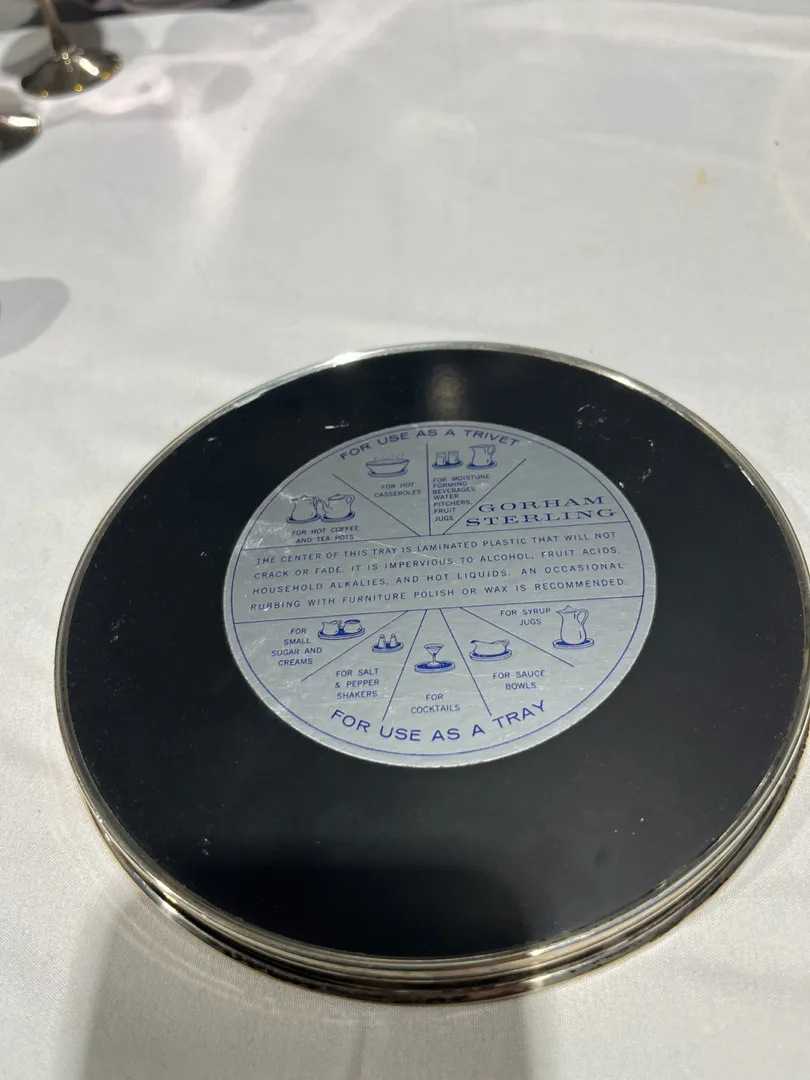 FOR USE AS A TRIVET
FOR HOT
CASSEROLES
FOR MOISTURE
FORMING
BEVERAGES
WATER
PITCHERS,
FRUIT
JUGS
FOR HOT COFFEE
AND TEA POTS
GORHAM
STERLING
THE CENTER OF THIS TRAY IS LAMINATED PLASTIC THAT WILL NOT
CRACK OR FADE. IT IS IMPERVIOUS TO ALCOHOL, FRUIT ACIDS,
HOUSEHOLD ALKALIES, AND HOT LIQUIDS. AN OCCASIONAL
RUBBING WITH FURNITURE POLISH OR WAX IS RECOMMENDED.
FOR
SMALL
SUGAR AND
CREAMS
FOR SALT
& PEPPER
SHAKERS
FOR
COCKTAILS
FOR SAUCE
BOWLS
FOR SYRUP
JUGS
FOR USE AS A TRAY